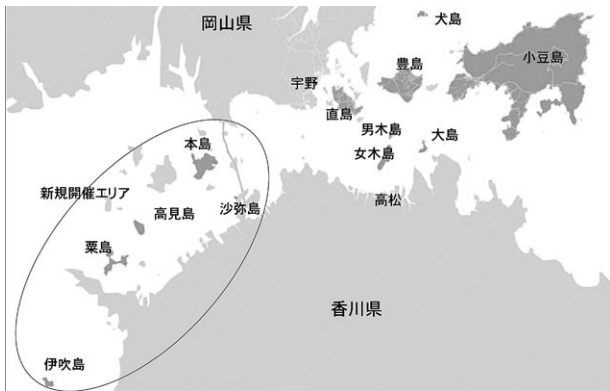 岡山県
犬島
小豆島
豊島
宇野
直島
男木島
大島
女木島
本島
新規開催エリア
沙弥島
高見島
高松
粟島
香川県
伊吹島